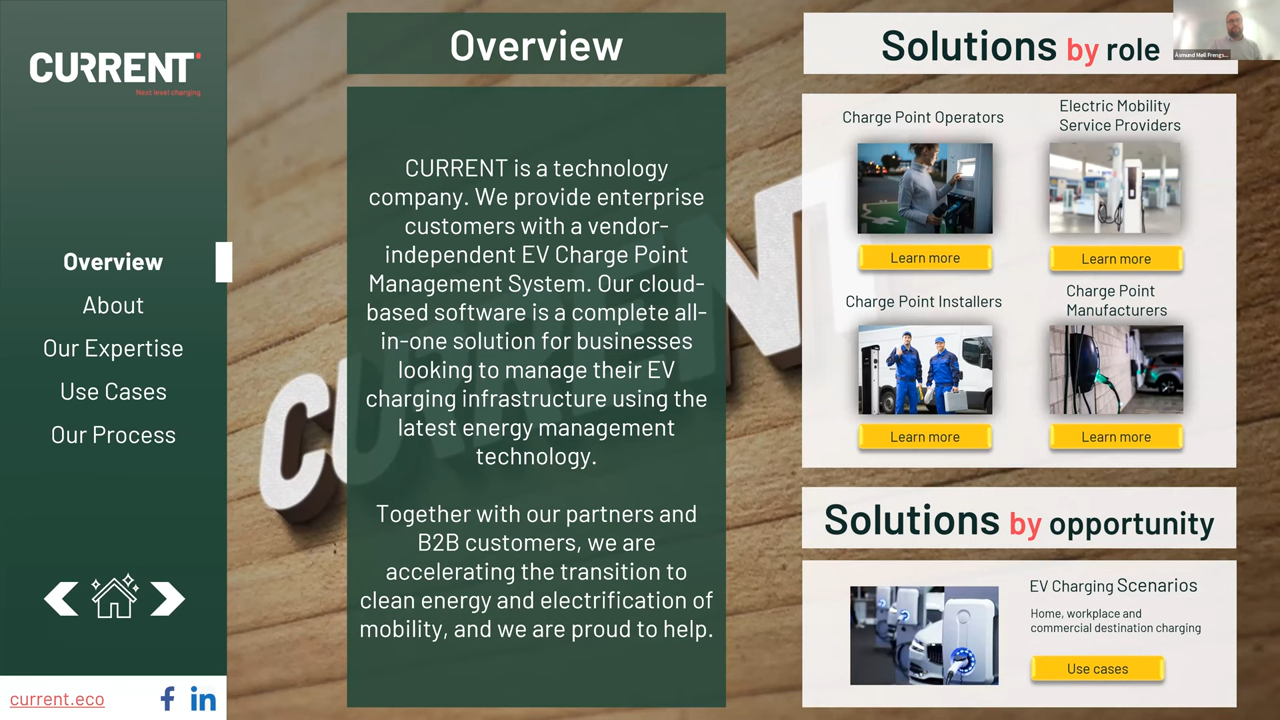 CURRENT
Next level charging
Overview
About
Our Expertise
Use Cases
Our Process
current.eco
f
in
Overview
CURRENT is a technology
company. We provide enterprise
customers with a vendor-
independent EV Charge Point
Management System. Our cloud-
based software is a complete all-
in-one solution for businesses
looking to manage their EV
charging infrastructure using the
latest energy management
technology.
Together with our partners and
B2B customers, we are
accelerating the transition to
clean energy and electrification of
mobility, and we are proud to help.
CURRENT
Solutions by role
Charge Point Operators
Learn more
Electric Mobility
Service Providers
Learn more
Charge Point Installers
Learn more
Charge Point
Manufacturers
Learn more
Solutions by opportunity
EV Charging Scenarios
Home, workplace and
commercial destination charging
Use cases